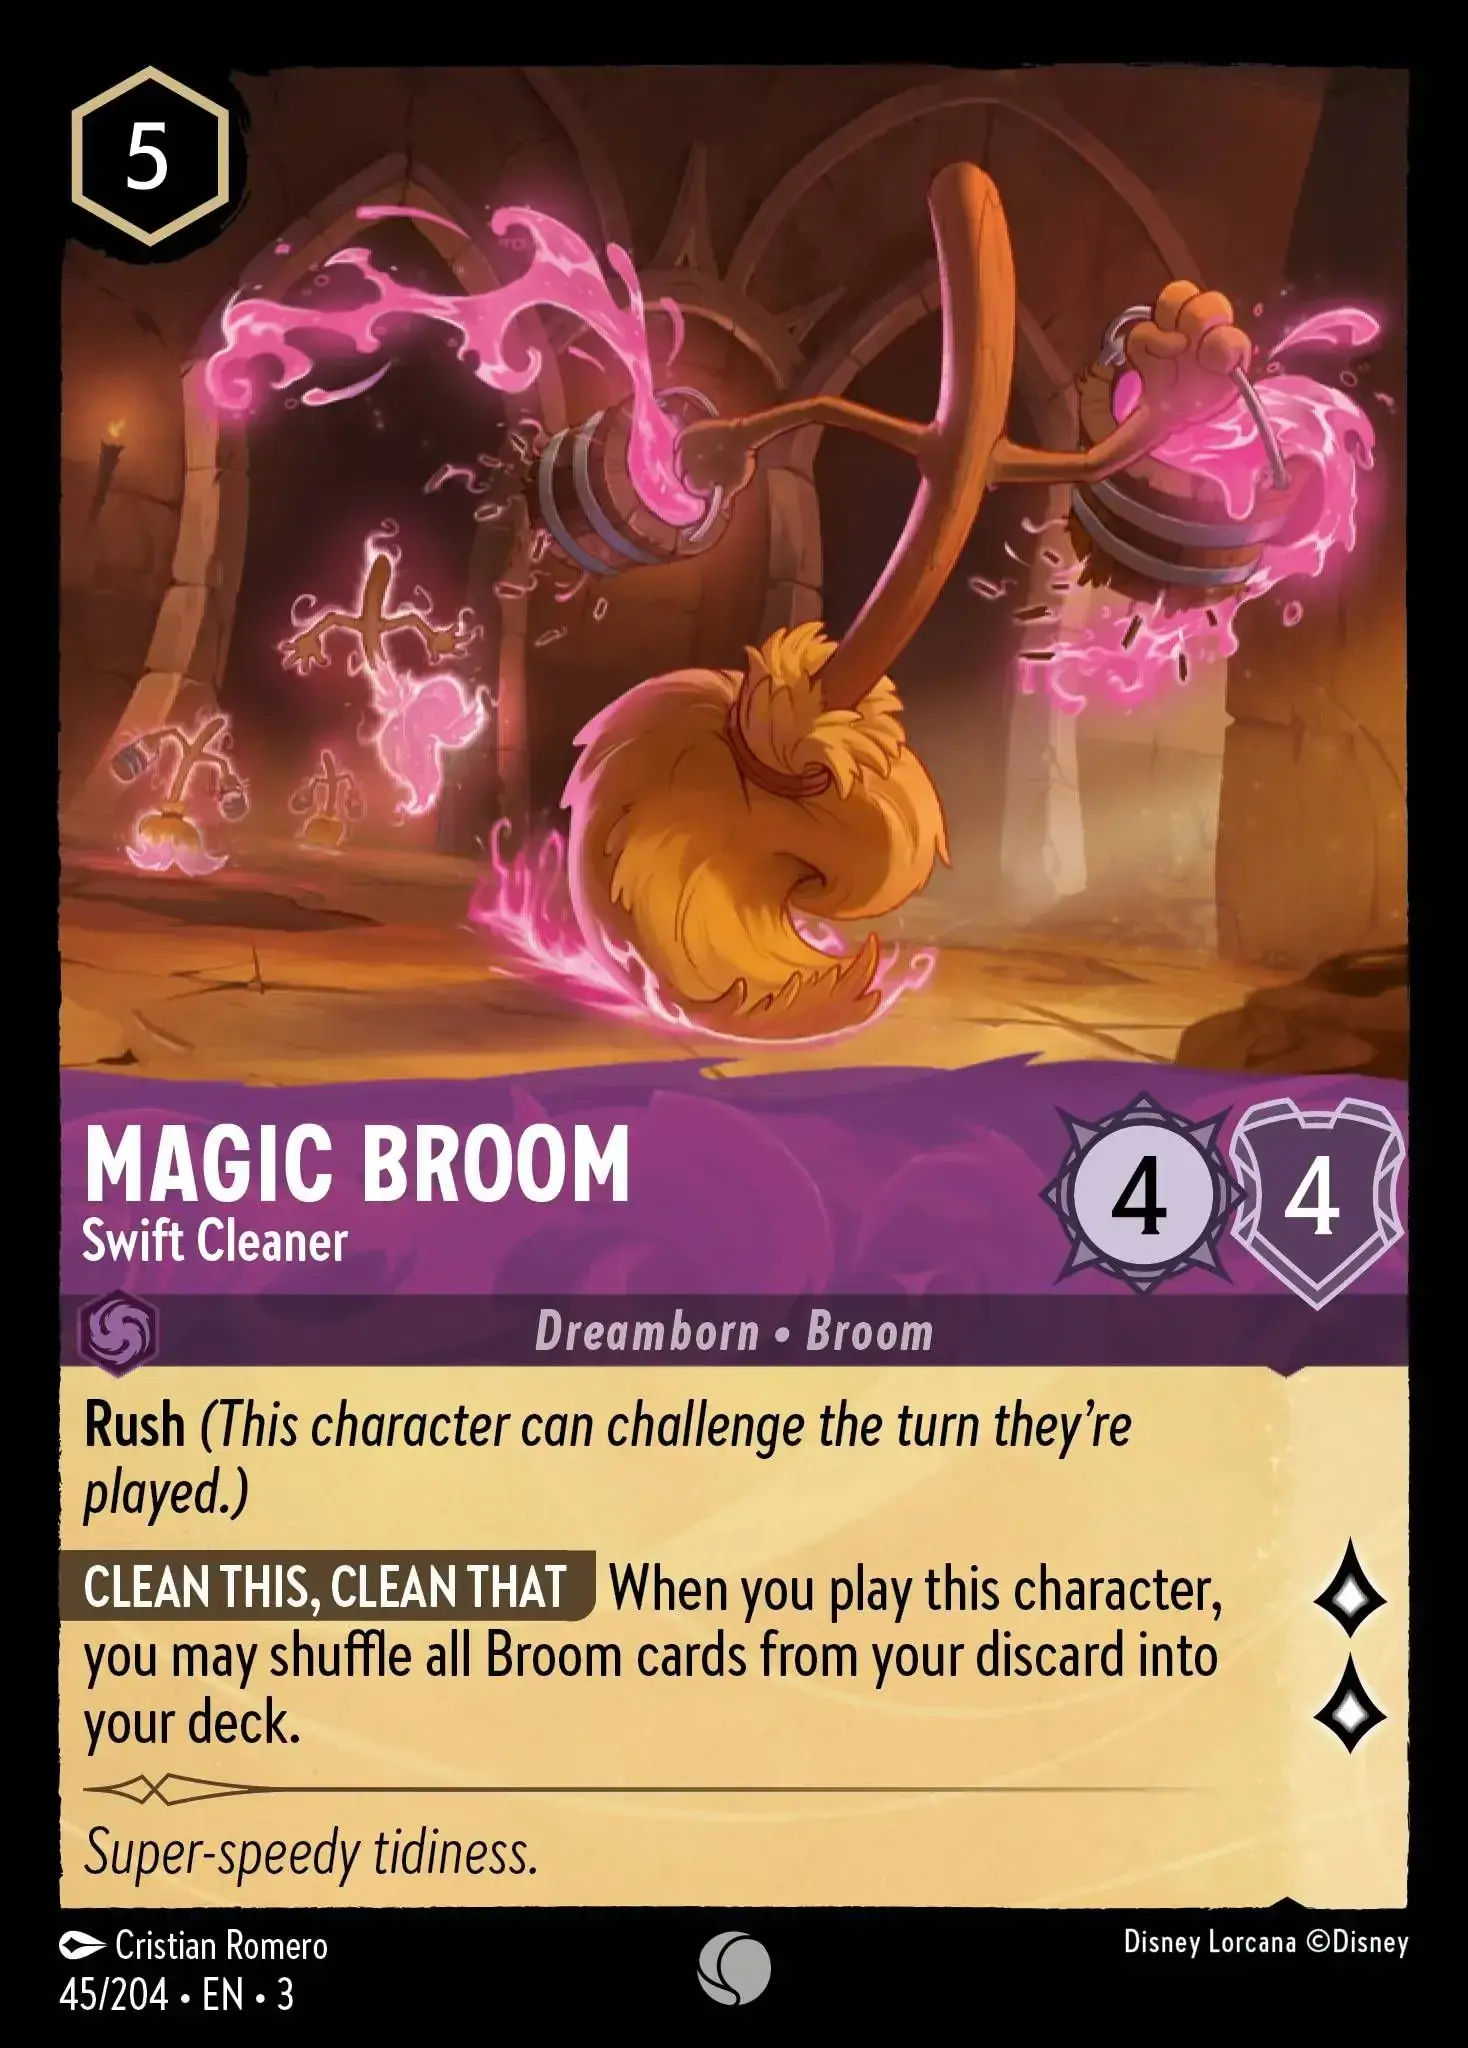 5
MAGIC BROOM
Swift Cleaner
4
4
Dreamborn • Broom
Rush (This character can challenge the turn they’re
played.)
CLEAN THIS, CLEAN THAT When you play this character,
you may shuffle all Broom cards from your discard into
your deck.
Super-speedy tidiness.
Cristian Romero
Disney Lorcana ©Disney
45/204 • EN • 3